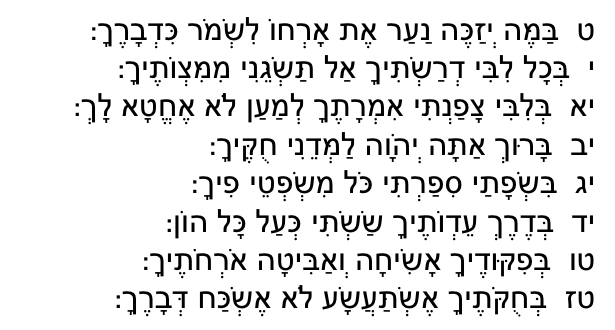 ט  בַּמֶּה יְזַכֶּה נַּעַר אֶת אָרְחוֹ לִשְׁמֹר כִּדְבָרֶךָ:
י  בְּכָל לִבִּי דְרַשְׁתִּיךָ אַל תַּשְׁגֵּנִי מִמִּצְוֹתֶיךָ:
יא  בְּלִבִּי צָפַנְתִּי אִמְרָתֶךָ לְמַעַן לֹא אֶחֱטָא לָךְ:
יב  בָּרוּךְ אַתָּה יְהֹוָה לַמְּדֵנִי חֻקֶּיךָ:
יג  בִּשְׂפָתַי סִפַּרְתִּי כֹּל מִשְׁפְּטֵי פִיךָ:
יד  בְּדֶרֶךְ עֵדְוֹתֶיךָ שַׂשְׂתִּי כְּעַל כָּל הוֹן:
טו  בְּפִקּוּדֶיךָ אָשִׂיחָה וְאַבִּיטָה אֹרְחֹתֶיךָ:
טז  בְּחֻקֹּתֶיךָ אֶשְׁתַּעֲשָׁע לֹא אֶשְׁכַּח דְּבָרֶךָ: